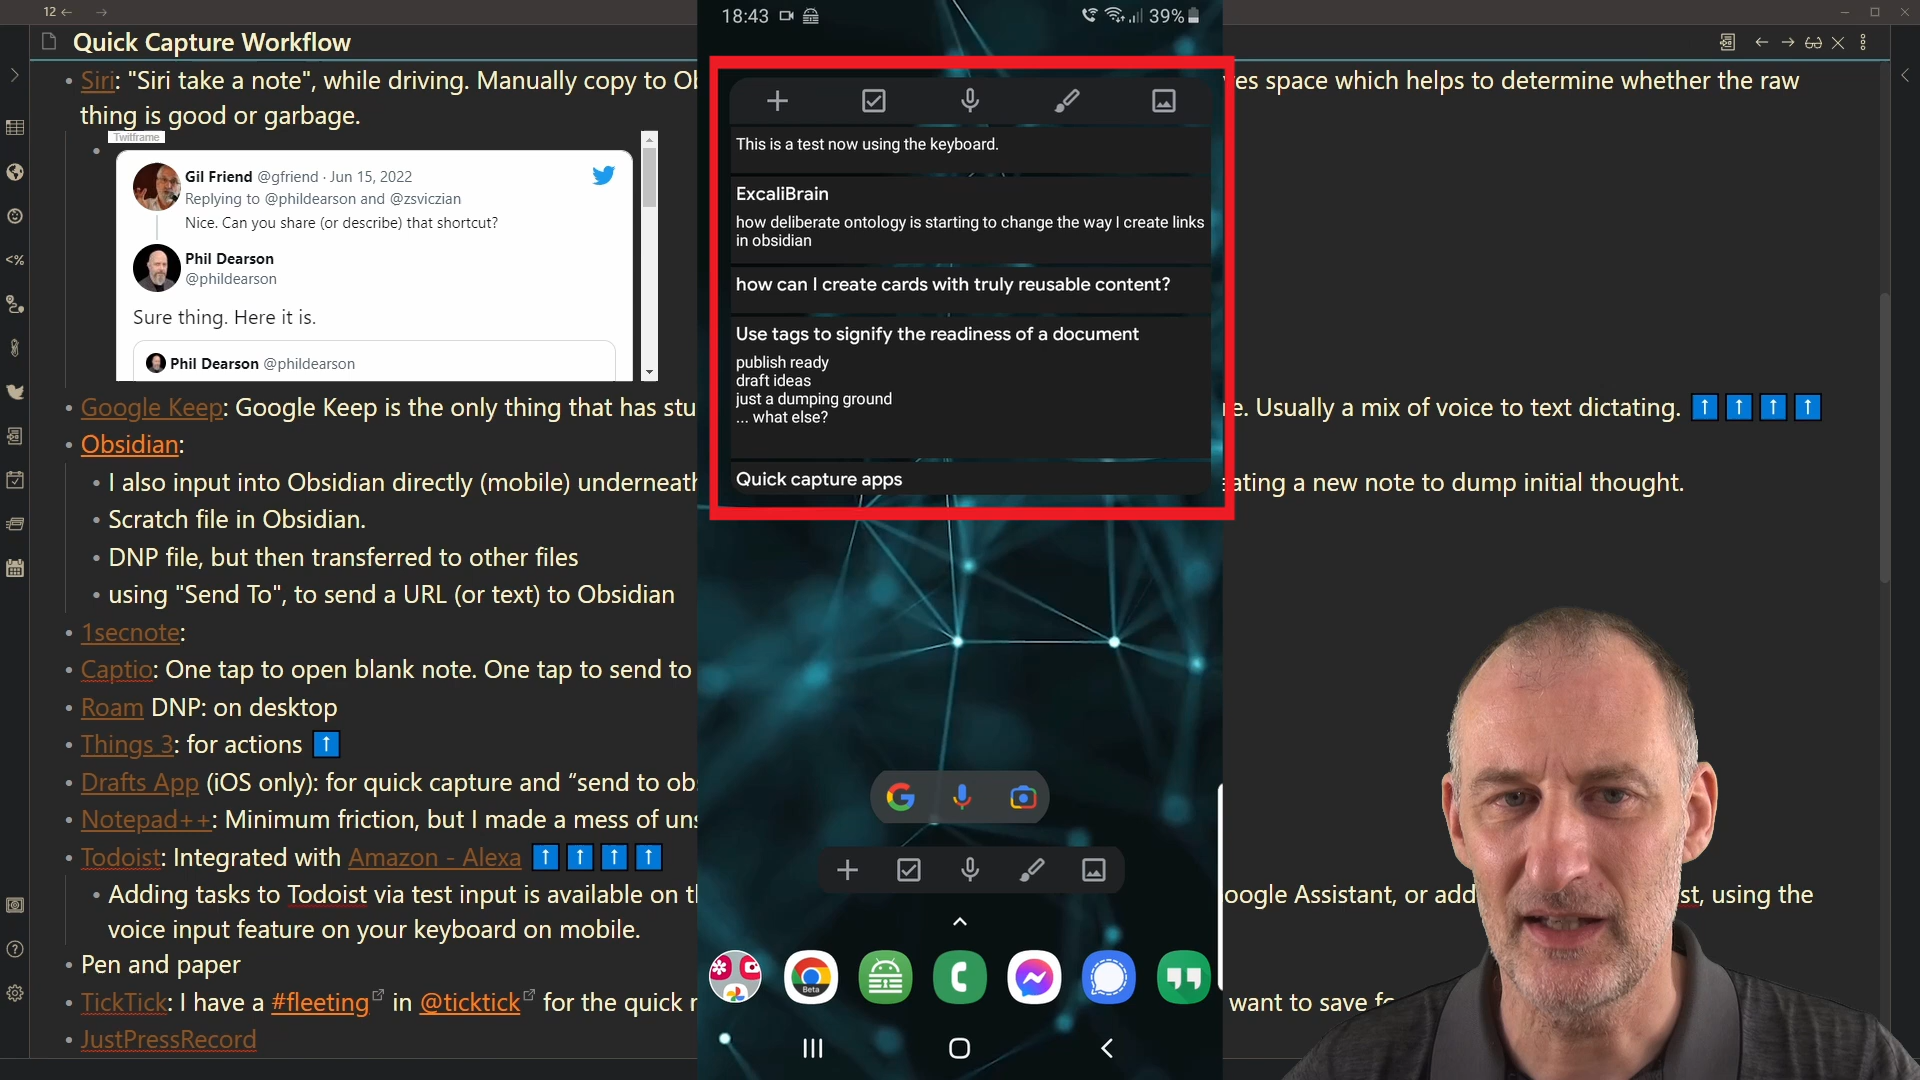 12
Quick Capture Workflow
Siri: "Siri take a note", while driving. Manually copy to Ob
es space which helps to determine whether the raw
thing is good or garbage.
Twitframe
Gil Friend @gfriend · Jun 15, 2022
Replying to @phildearson and @zsviczian
Nice. Can you share (or describe) that shortcut?
Phil Dearson
@phildearson
Sure thing. Here it is.
Phil Dearson @phildearson
Google Keep: Google Keep is the only thing that has stu
e. Usually a mix of voice to text dictating.
Obsidian:
I also input into Obsidian directly (mobile) underneath
ating a new note to dump initial thought.
Scratch file in Obsidian.
DNP file, but then transferred to other files
using "Send To", to send a URL (or text) to Obsidian
1secnote:
Captio: One tap to open blank note. One tap to send to
Roam DNP: on desktop
Things 3: for actions
Drafts App (iOS only): for quick capture and “send to obs
Notepad++: Minimum friction, but I made a mess of uns
Todoist: Integrated with Amazon - Alexa
Adding tasks to Todoist via test input is available on th
oogle Assistant, or add
st, using the
voice input feature on your keyboard on mobile.
Pen and paper
TickTick: I have a #fleeting in @ticktick for the quick
want to save fo
JustPressRecord
18:43
39%
This is a test now using the keyboard.
ExcaliBrain
how deliberate ontology is starting to change the way I create links
in obsidian
how can I create cards with truly reusable content?
Use tags to signify the readiness of a document
publish ready
draft ideas
just a dumping ground
... what else?
Quick capture apps
Beta